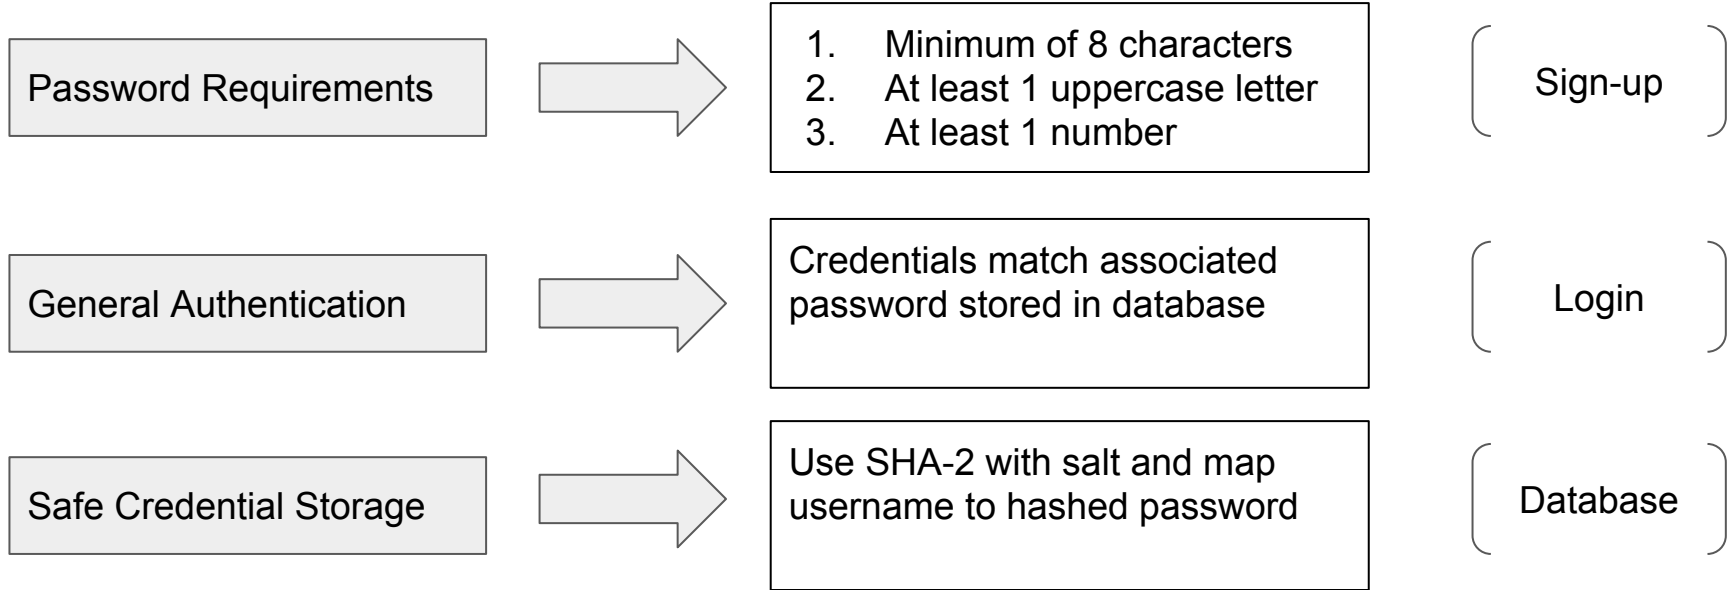 Password Requirements
1. Minimum of 8 characters
2. At least 1 uppercase letter
3. At least 1 number
Sign-up
General Authentication
Credentials match associated
password stored in database
Login
Safe Credential Storage
Use SHA-2 with salt and map
username to hashed password
Database